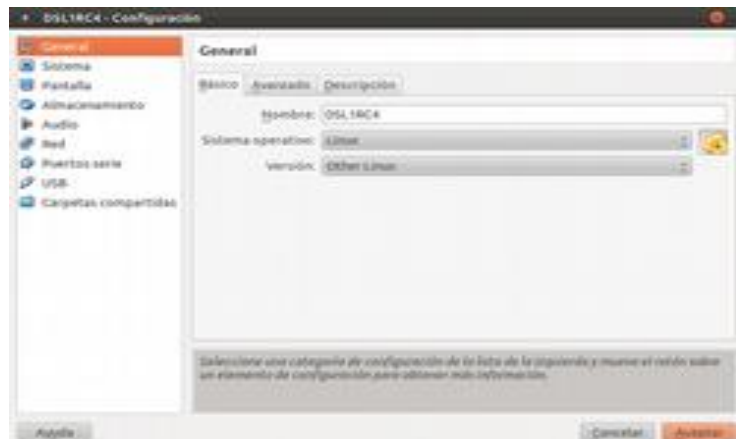 DSL1RC4 - Configuración
General
Sistema
Pantalla
Almacenamiento
Audio
Red
Puertos serie
USB
Carpetas compartidas
General
Básico Avanzado Descripción
Nombre: DSL1RC4
Sistema operativo: Linux
Versión: Other Linux
Seleccione una categoría de configuración de la lista de la izquierda y mueva el ratón sobre
un elemento de configuración para obtener más información.
Ayuda Cancelar Aceptar